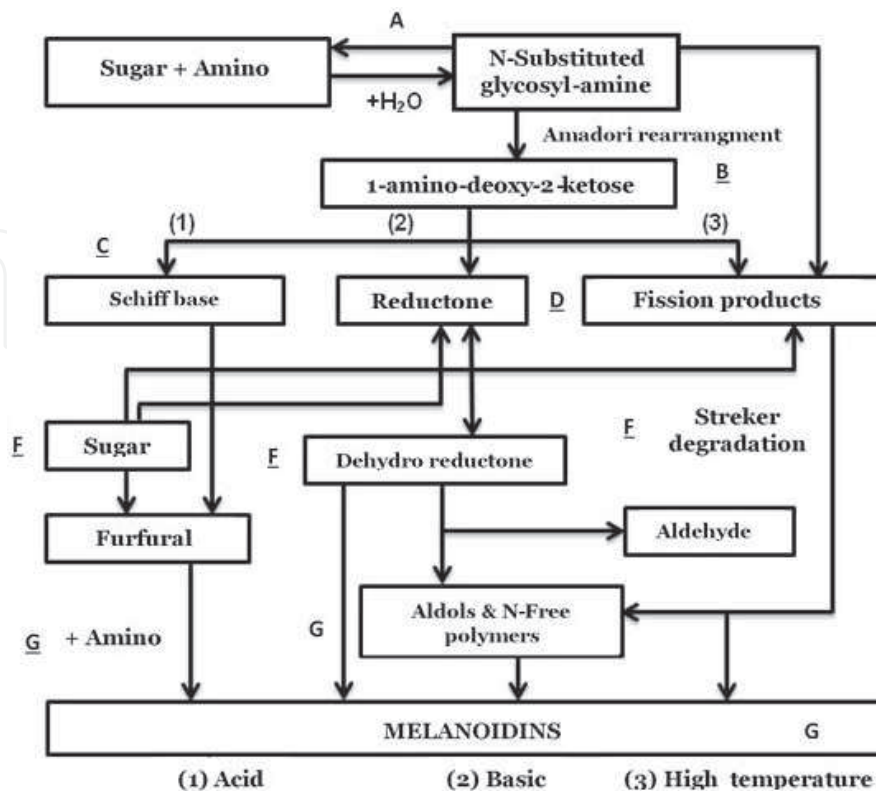 A
Sugar + Amino
N-Substituted
glycosyl-amine
+H₂O
Amadori rearrangment
B
1-amino-deoxy-2-ketose
(1)
(2)
(3)
C
Schiff base
Reductone
D
Fission products
F
Sugar
F
Dehydro reductone
F
Streker
degradation
Furfural
Aldehyde
G
+ Amino
G
Aldols & N-Free
polymers
MELANOIDINS
G
(1) Acid
(2) Basic
(3) High temperature